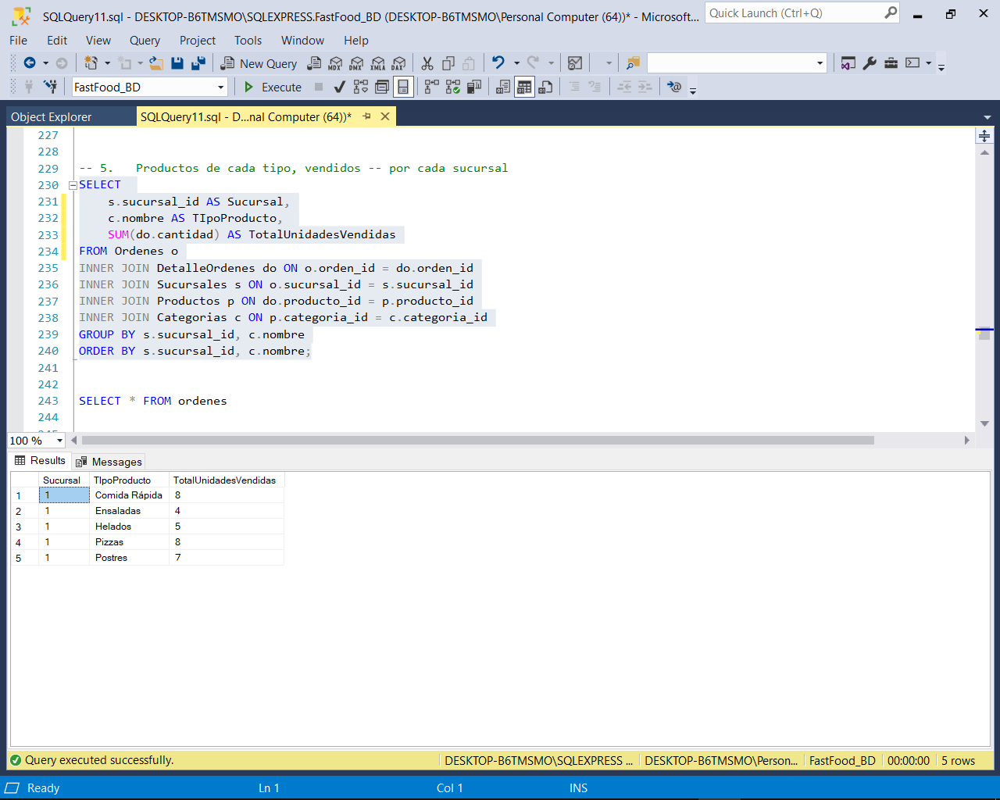 SQLQuery11.sql - DESKTOP-B6TMSMO\SQLEXPRESS.FastFood_BD (DESKTOP-B6TMSMO\Personal Computer (64))* - Microsoft...
Quick Launch (Ctrl+Q)
File Edit View Query Project Tools Window Help
New Query MDX DMX XMLA DAX
FastFood_BD Execute
Object Explorer
SQLQuery11.sql - D...nal Computer (64))*
227
228
229 -- 5. Productos de cada tipo, vendidos -- por cada sucursal
230 SELECT
231 s.sucursal_id AS Sucursal,
232 c.nombre AS TIpoProducto,
233 SUM(do.cantidad) AS TotalUnidadesVendidas
234 FROM Ordenes o
235 INNER JOIN DetalleOrdenes do ON o.orden_id = do.orden_id
236 INNER JOIN Sucursales s ON o.sucursal_id = s.sucursal_id
237 INNER JOIN Productos p ON do.producto_id = p.producto_id
238 INNER JOIN Categorias c ON p.categoria_id = c.categoria_id
239 GROUP BY s.sucursal_id, c.nombre
240 ORDER BY s.sucursal_id, c.nombre;
241
242
243 SELECT * FROM ordenes
244
100 %
Results Messages
Sucursal TIpoProducto TotalUnidadesVendidas
1 1 Comida Rápida 8
2 1 Ensaladas 4
3 1 Helados 5
4 1 Pizzas 8
5 1 Postres 7
Query executed successfully. DESKTOP-B6TMSMO\SQLEXPRESS ... DESKTOP-B6TMSMO\Person... FastFood_BD 00:00:00 5 rows
Ready Ln 1 Col 1 INS